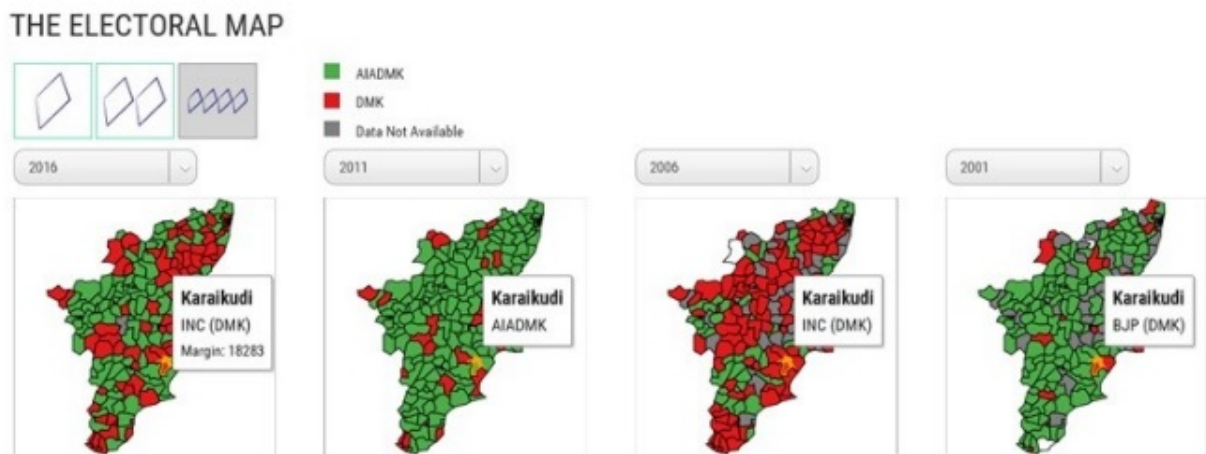 THE ELECTORAL MAP
AIADMK
DMK
Data Not Available
2016
2011
2006
2001
Karaikudi
INC (DMK)
Margin: 18283
Karaikudi
AIADMK
Karaikudi
INC (DMK)
Karaikudi
BJP (DMK)